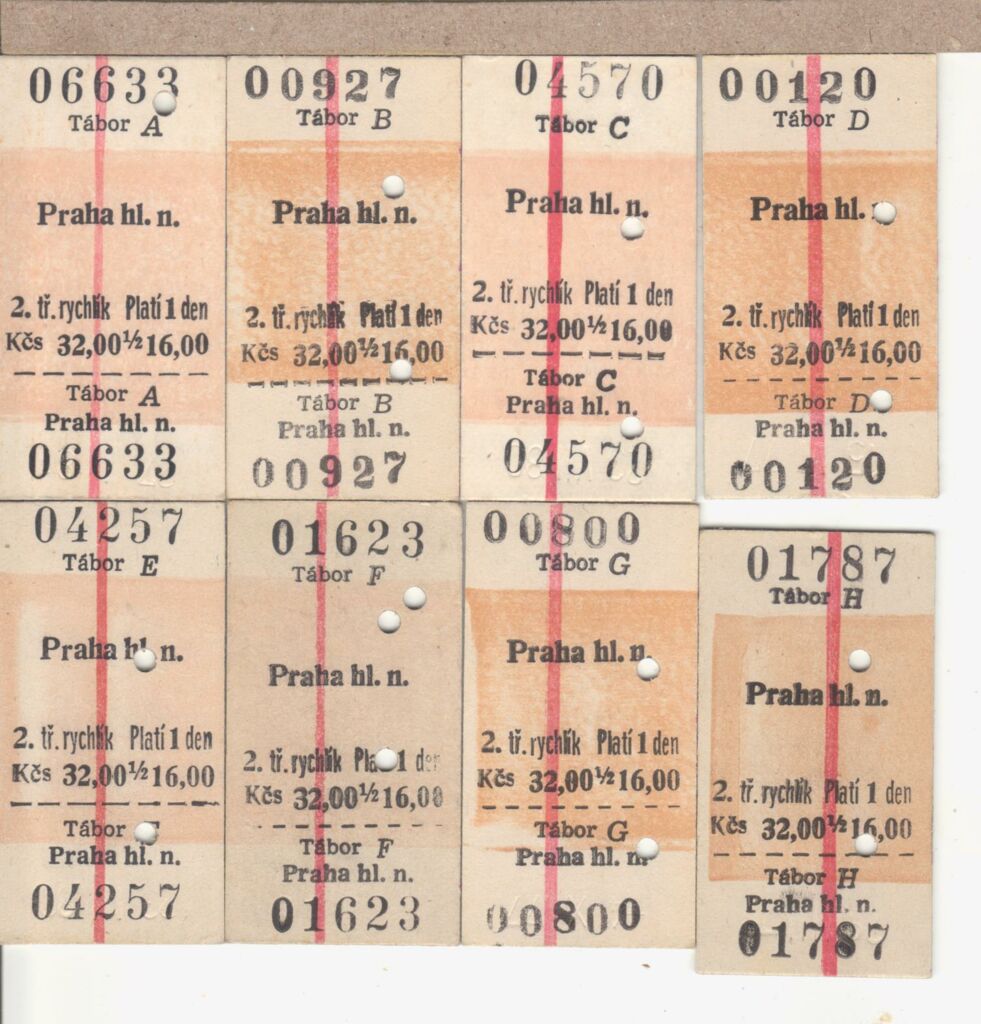 06633
Tábor A
Praha hl. n.
2. tř. rychlík Platí 1 den
Kčs 32,00½16,00
Tábor A
Praha hl. n.
06633
00927
Tábor B
Praha hl. n.
2. tř. rychlík Platí 1 den
Kčs 32,00½16,00
Tábor B
Praha hl. n.
00927
04570
Tábor C
Praha hl. n.
2. tř. rychlík Platí 1 den
Kčs 32,00½16,00
Tábor C
Praha hl. n.
04570
00120
Tábor D
Praha hl.
2. tř. rychlík Platí 1 den
Kčs 32,00½16,00
Tábor D
Praha hl. n.
00120
04257
Tábor E
Praha hl. n.
2. tř. rychlík Platí 1 den
Kčs 32,00½16,00
Tábor
Praha hl. n.
04257
01623
Tábor F
Praha hl. n.
2. tř. rychlík Platí 1 den
Kčs 32,00½16,00
Tábor F
Praha hl. n.
01623
00800
Tábor G
Praha hl. n.
2. tř. rychlík Platí 1 den
Kčs 32,00½16,00
Tábor G
Praha hl. n.
00800
01787
Tábor H
Praha hl. n.
2. tř. rychlík Platí 1 den
Kčs 32,00½16,00
Tábor H
Praha hl. n.
01787